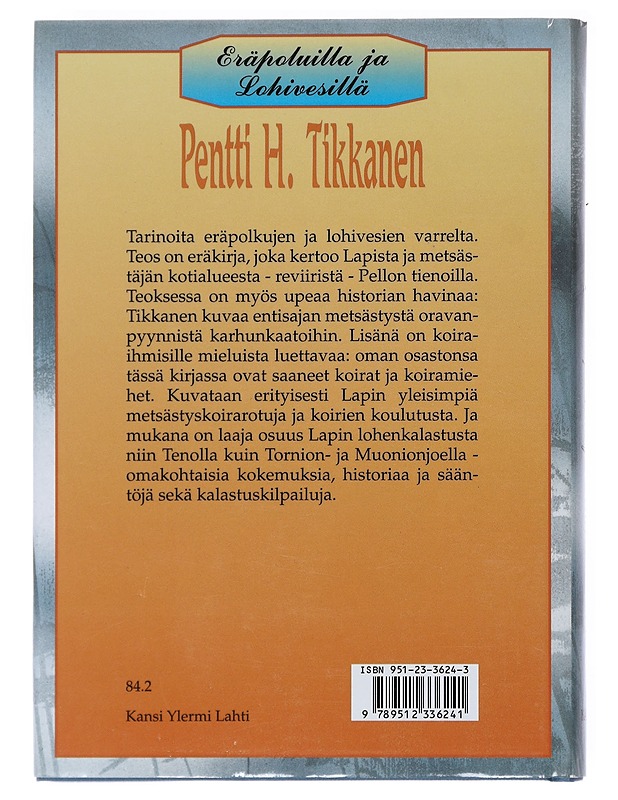 Eräpoluilla ja
Lohivesillä
Pentti H. Tikkanen
Tarinoita eräpolkujen ja lohivesien varrelta.
Teos on eräkirja, joka kertoo Lapista ja metsäs-
täjän kotialueesta - reviiristä - Pellon tienoilla.
Teoksessa on myös upeaa historian havinaa:
Tikkanen kuvaa entisajan metsästystä oravan-
pyynnistä karhunkaatoihin. Lisänä on koira-
ihmisille mieluista luettavaa: oman osastonsa
tässä kirjassa ovat saaneet koirat ja koiramie-
het. Kuvataan erityisesti Lapin yleisimpiä
metsästyskoirarotuja ja koirien koulutusta. Ja
mukana on laaja osuus Lapin lohenkalastusta
niin Tenolla kuin Tornion- ja Muonionjoella -
omakohtaisia kokemuksia, historiaa ja sään-
töjä sekä kalastuskilpailuja.
84.2
Kansi Ylermi Lahti
ISBN 951-23-3624-3
9 789512 336241